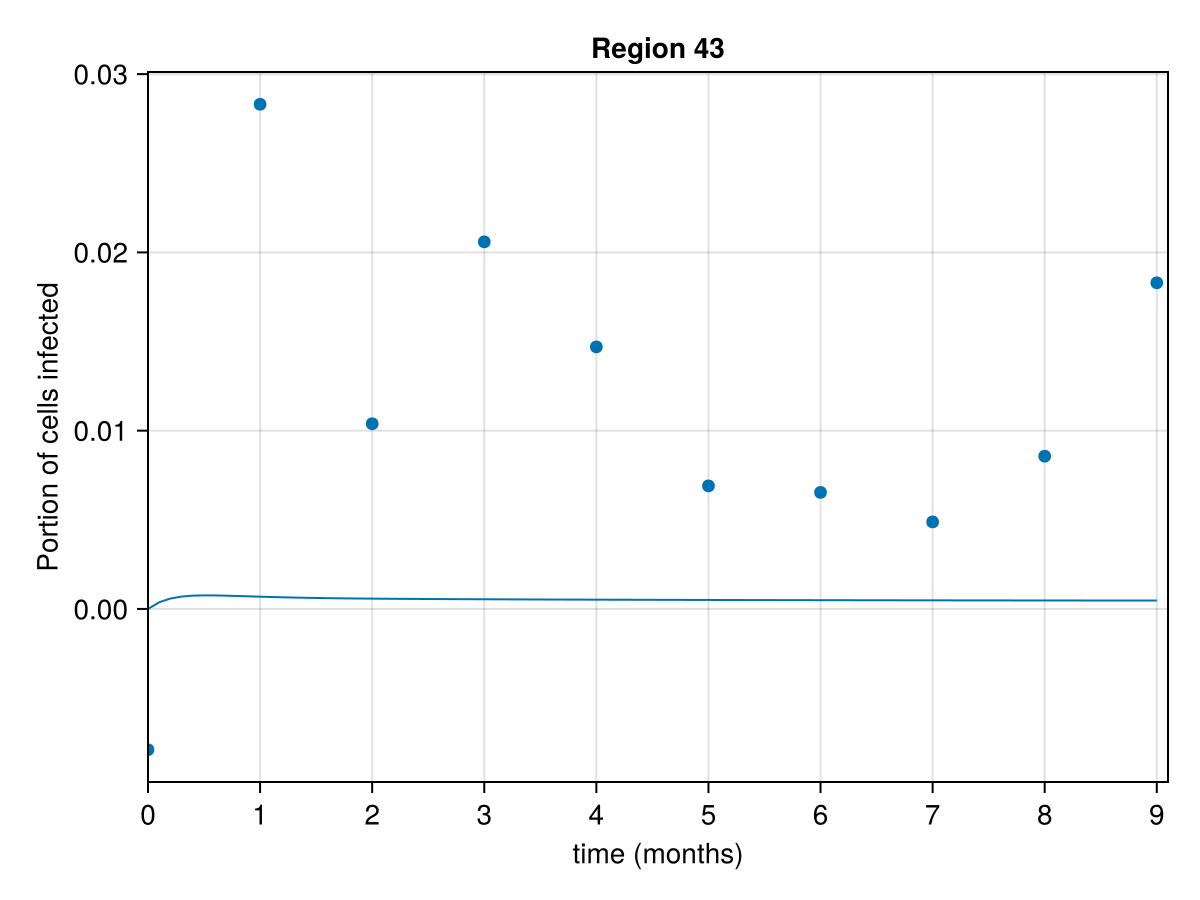 Region 43
0.03
0.02
0.01
0.00
Portion of cells infected
0 1 2 3 4 5 6 7 8 9
time (months)